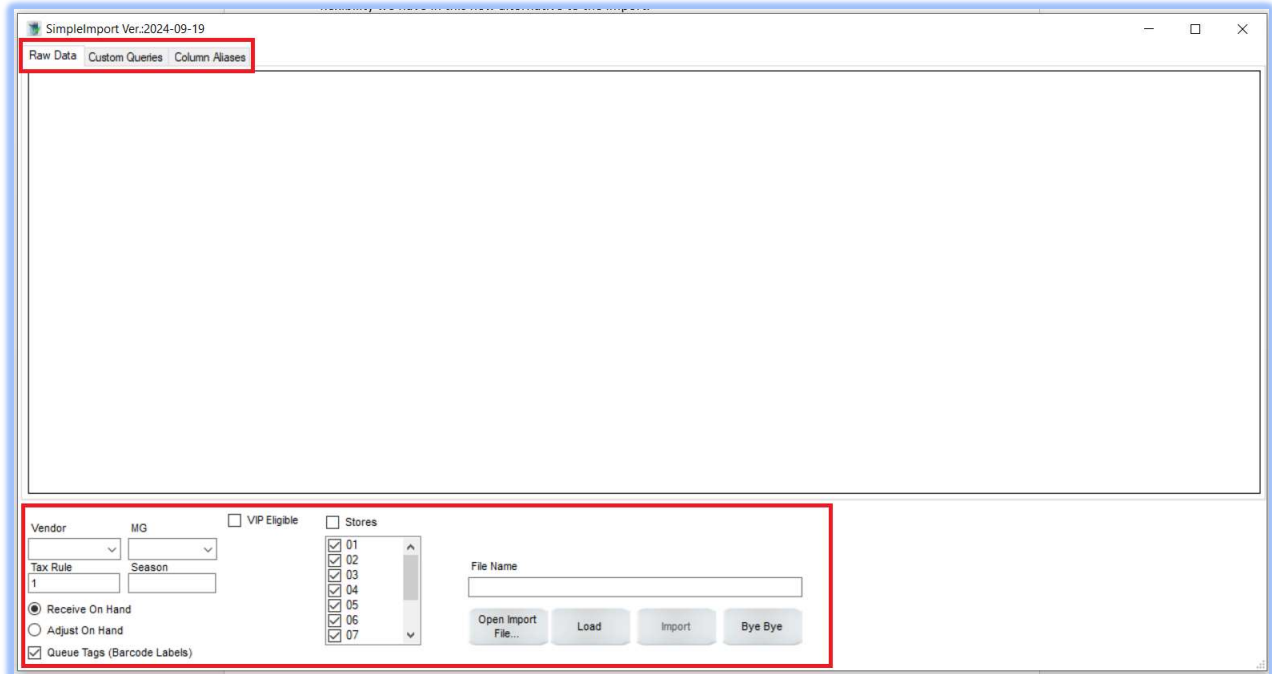 SimpleImport Ver.:2024-09-19
Raw Data Custom Queries Column Aliases
Vendor MG
VIP Eligible
Stores
01
02
03
04
05
06
07
Tax Rule Season
1
Receive On Hand
Adjust On Hand
Queue Tags (Barcode Labels)
File Name
Open Import
File...
Load
Import
Bye Bye